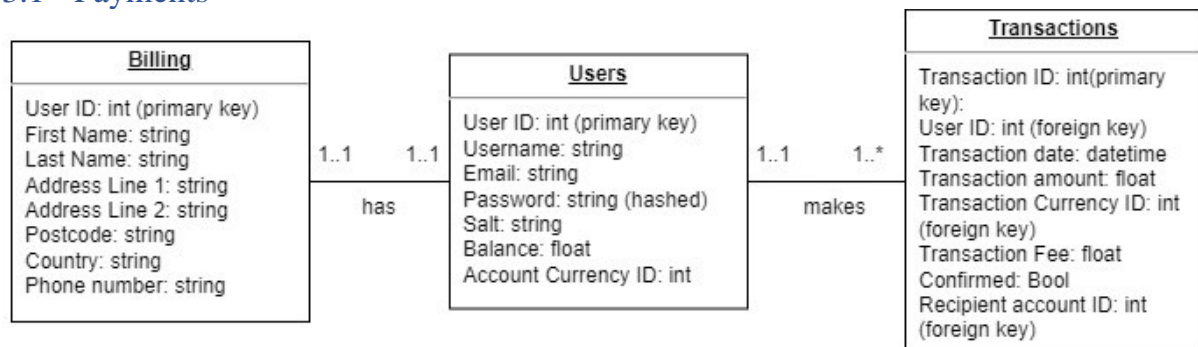 Payments
Billing
User ID: int (primary key)
First Name: string
Last Name: string
Address Line 1: string
Address Line 2: string
Postcode: string
Country: string
Phone number: string
1..1 1..1
has
Users
User ID: int (primary key)
Username: string
Email: string
Password: string (hashed)
Salt: string
Balance: float
Account Currency ID: int
1..1 1..*
makes
Transactions
Transaction ID: int(primary
key):
User ID: int (foreign key)
Transaction date: datetime
Transaction amount: float
Transaction Currency ID: int
(foreign key)
Transaction Fee: float
Confirmed: Bool
Recipient account ID: int
(foreign key)